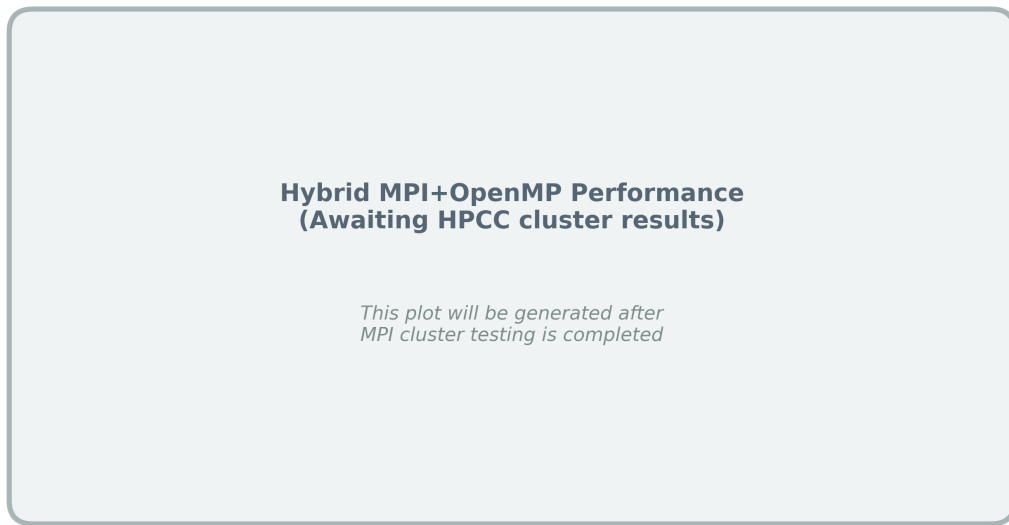 Hybrid MPI+OpenMP Performance
(Awaiting HPCC cluster results)
This plot will be generated after
MPI cluster testing is completed